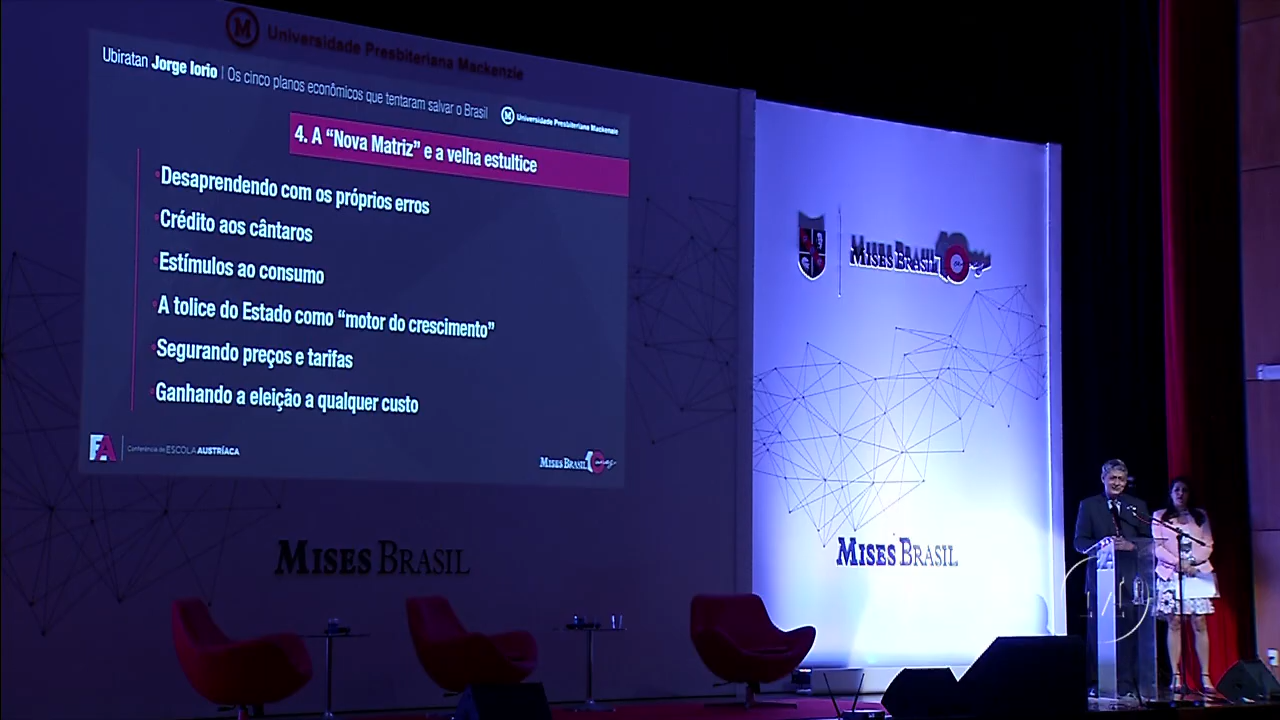 M Universidade Presbiteriana Mackenzie
Ubiratan Jorge Iorio | Os cinco planos econômicos que tentaram salvar o Brasil
M Universidade Presbiteriana Mackenzie
4. A “Nova Matriz” e a velha estultice
Desaprendendo com os próprios erros
Crédito aos cântaros
Estímulos ao consumo
A tolice do Estado como “motor do crescimento”
Segurando preços e tarifas
Ganhando a eleição a qualquer custo
FA Conferência de ESCOLA AUSTRÍACA
MISES BRASIL
MISES BRASIL
MISES BRASIL
MISES BRASIL